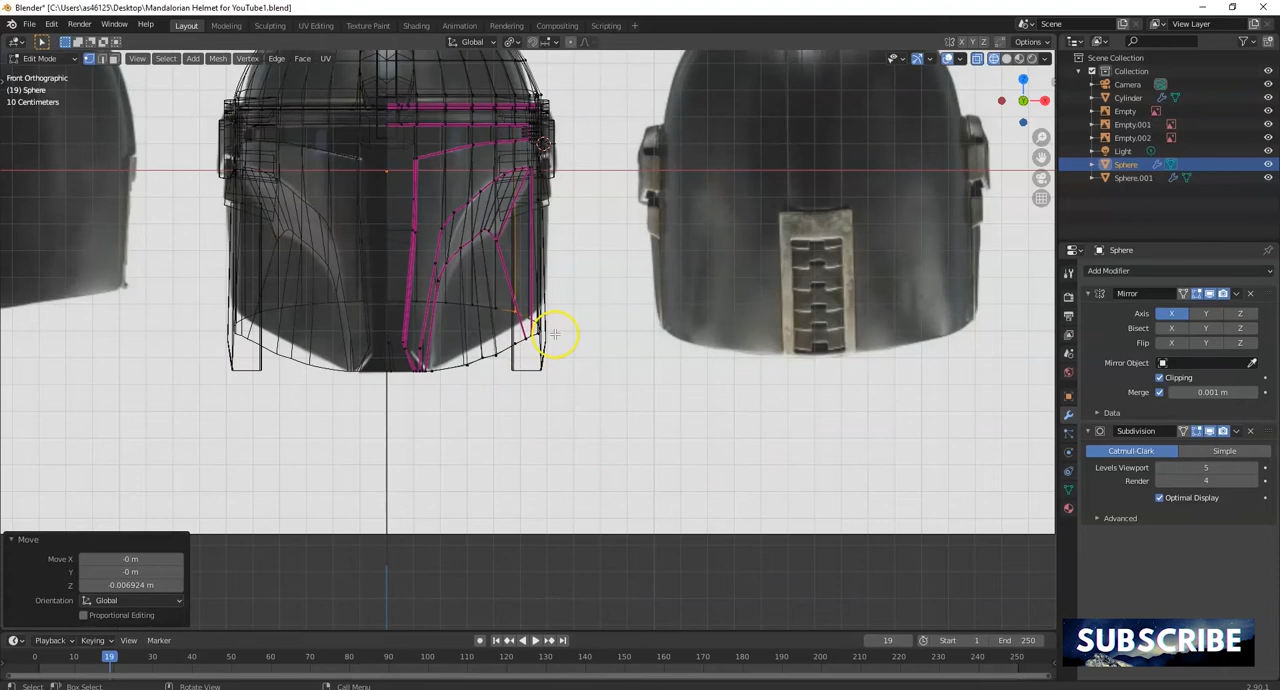 Blender* [C:\Users\as46125\Desktop\Mandalorian Helmet for YouTube1.blend]
File Edit Render Window Help Layout Modeling Sculpting UV Editing Texture Paint Shading Animation Rendering Compositing Scripting Scene View Layer
Global X Y Z Options
Edit Mode View Select Add Mesh Vertex Edge Face UV
Front Orthographic
(19) Sphere
10 Centimeters
Z
X
Y
Scene Collection
Collection
Camera
Cylinder
Empty
Empty.001
Empty.002
Light
Sphere
Sphere.001
Sphere
Add Modifier
Mirror
Axis X Y Z
Bisect X Y Z
Flip X Y Z
Mirror Object
Clipping
Merge 0.001 m
Data
Subdivision
Catmull-Clark Simple
Levels Viewport 5
Render 4
Optimal Display
Advanced
Move
Move X -0 m
Y -0 m
Z -0.006924 m
Orientation Global
Proportional Editing
Playback Keying View Marker 19 Start 1 End 250
0 10 19 30 40 50 60 70 80 90 100 110 120 130 140 150 160 170 180 190 200 210 220 230 240 250
Select Box Select Rotate View Call Menu 2.90.1
SUBSCRIBE